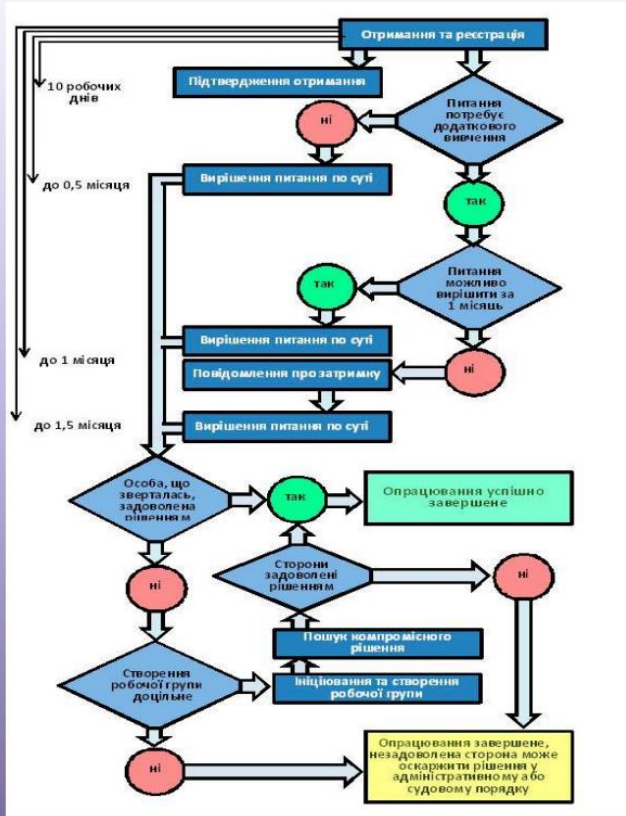 Отримання та реєстрація
Підтвердження отримання
10 робочих
днів
Питання
потребує
додаткового
вивчення
ні
Вирішення питання по суті
до 0,5 місяця
так
Питання
можливо
вирішити за
1 місяць
так
Вирішення питання по суті
до 1 місяця
Повідомлення про затримку
ні
до 1,5 місяця
Вирішення питання по суті
Особа, що
зверталась,
задоволена
рішенням
так
Опрацювання успішно
завершене
ні
Сторони
задоволені
рішенням
ні
Пошук компромісного
рішення
Створення
робочої групи
доцільне
Ініціювання та створення
робочої групи
ні
Опрацювання завершене,
незадоволена сторона може
оскаржити рішення у
адміністративному або
судовому порядку